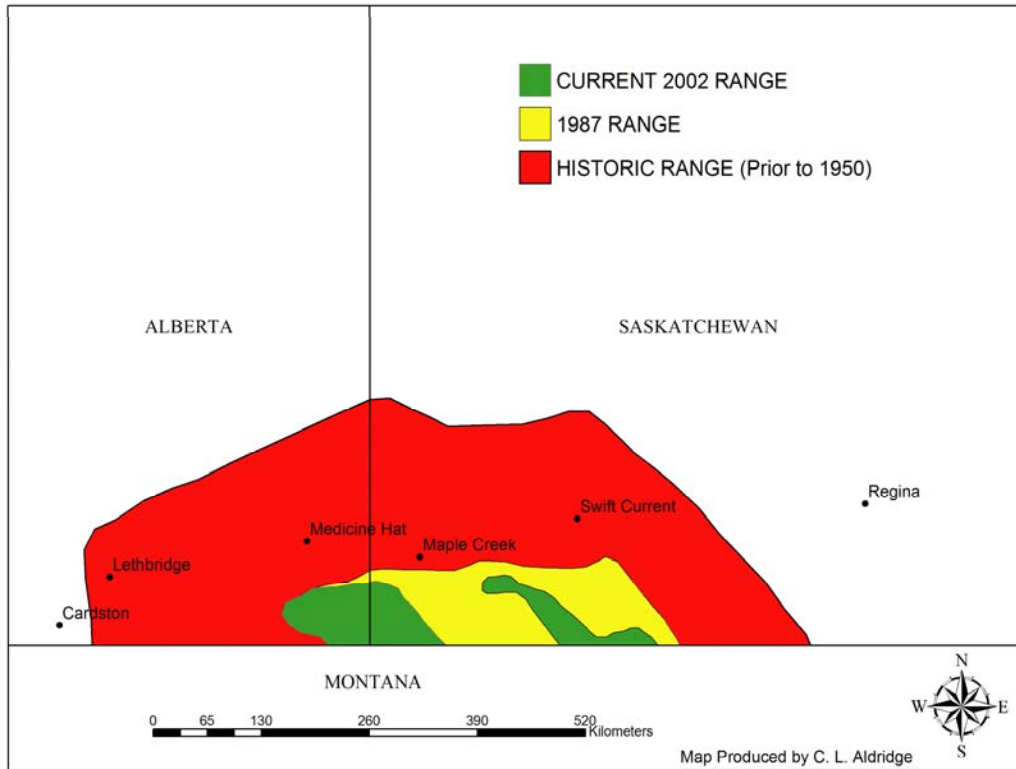 CURRENT 2002 RANGE
1987 RANGE
HISTORIC RANGE (Prior to 1950)
ALBERTA
SASKATCHEWAN
Regina
Swift Current
Medicine Hat
Maple Creek
Lethbridge
Cardston
MONTANA
0 65 130 260 390 520
Kilometers
N
W E
S
Map Produced by C. L. Aldridge